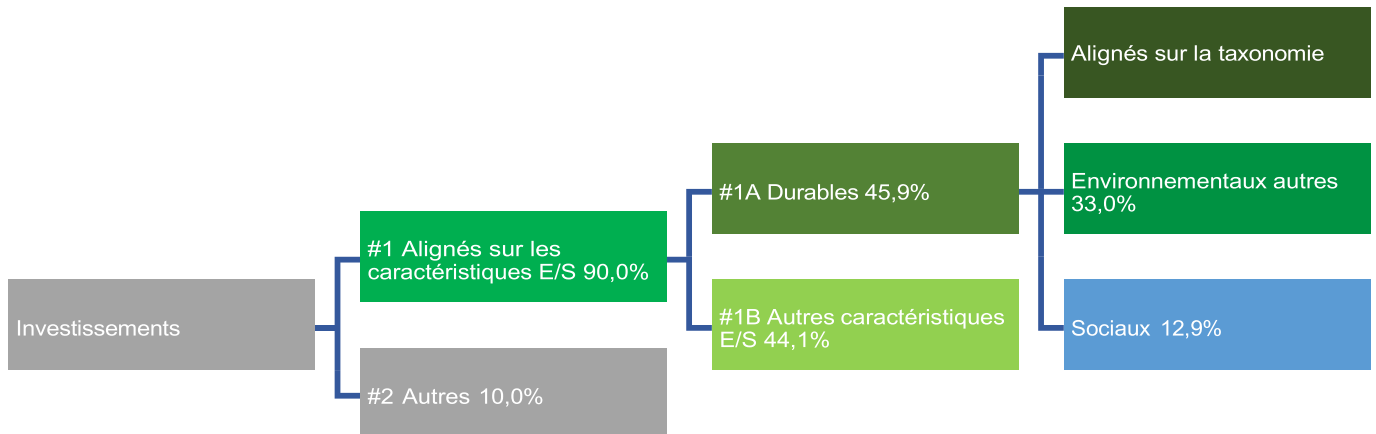 Investissements
#1 Alignés sur les
caractéristiques E/S 90,0%
#2 Autres 10,0%
#1A Durables 45,9%
#1B Autres caractéristiques
E/S 44,1%
Alignés sur la taxonomie
Environnementaux autres
33,0%
Sociaux 12,9%